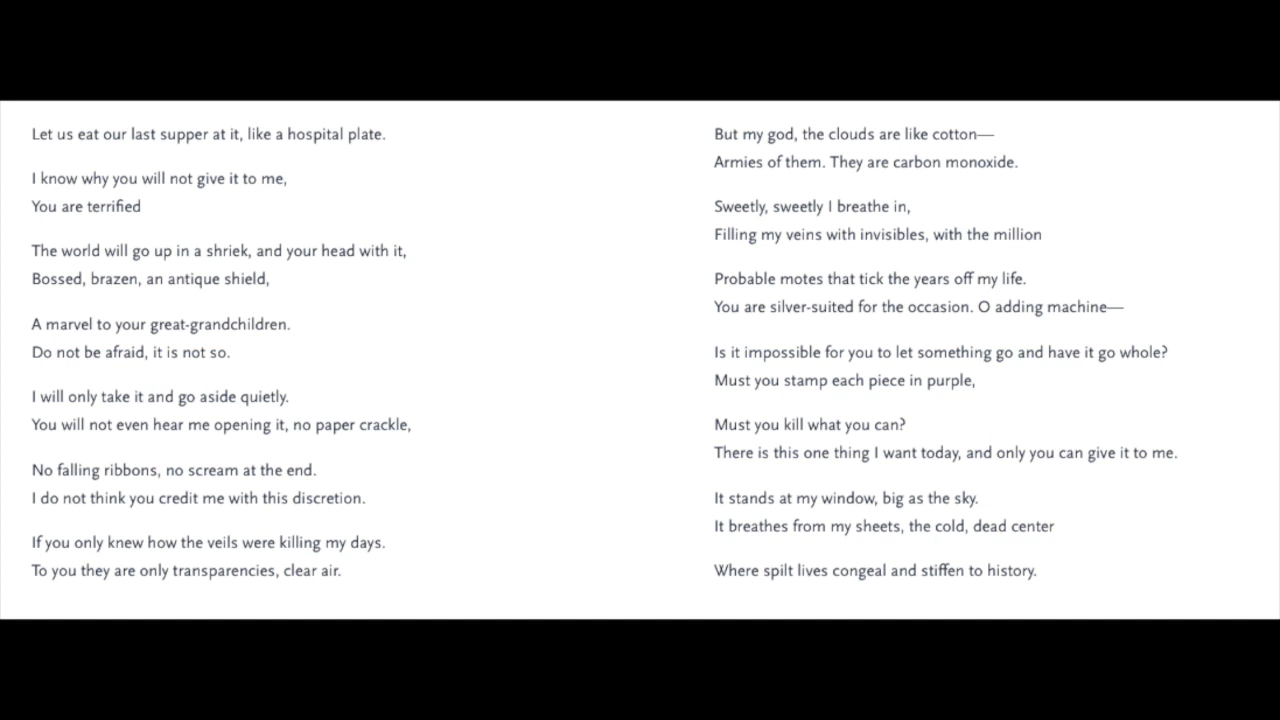 Let us eat our last supper at it, like a hospital plate.
I know why you will not give it to me,
You are terrified
The world will go up in a shriek, and your head with it,
Bossed, brazen, an antique shield,
A marvel to your great-grandchildren.
Do not be afraid, it is not so.
I will only take it and go aside quietly.
You will not even hear me opening it, no paper crackle,
No falling ribbons, no scream at the end.
I do not think you credit me with this discretion.
If you only knew how the veils were killing my days.
To you they are only transparencies, clear air.
But my god, the clouds are like cotton—
Armies of them. They are carbon monoxide.
Sweetly, sweetly I breathe in,
Filling my veins with invisibles, with the million
Probable motes that tick the years off my life.
You are silver-suited for the occasion. O adding machine—
Is it impossible for you to let something go and have it go whole?
Must you stamp each piece in purple,
Must you kill what you can?
There is this one thing I want today, and only you can give it to me.
It stands at my window, big as the sky.
It breathes from my sheets, the cold, dead center
Where spilt lives congeal and stiffen to history.